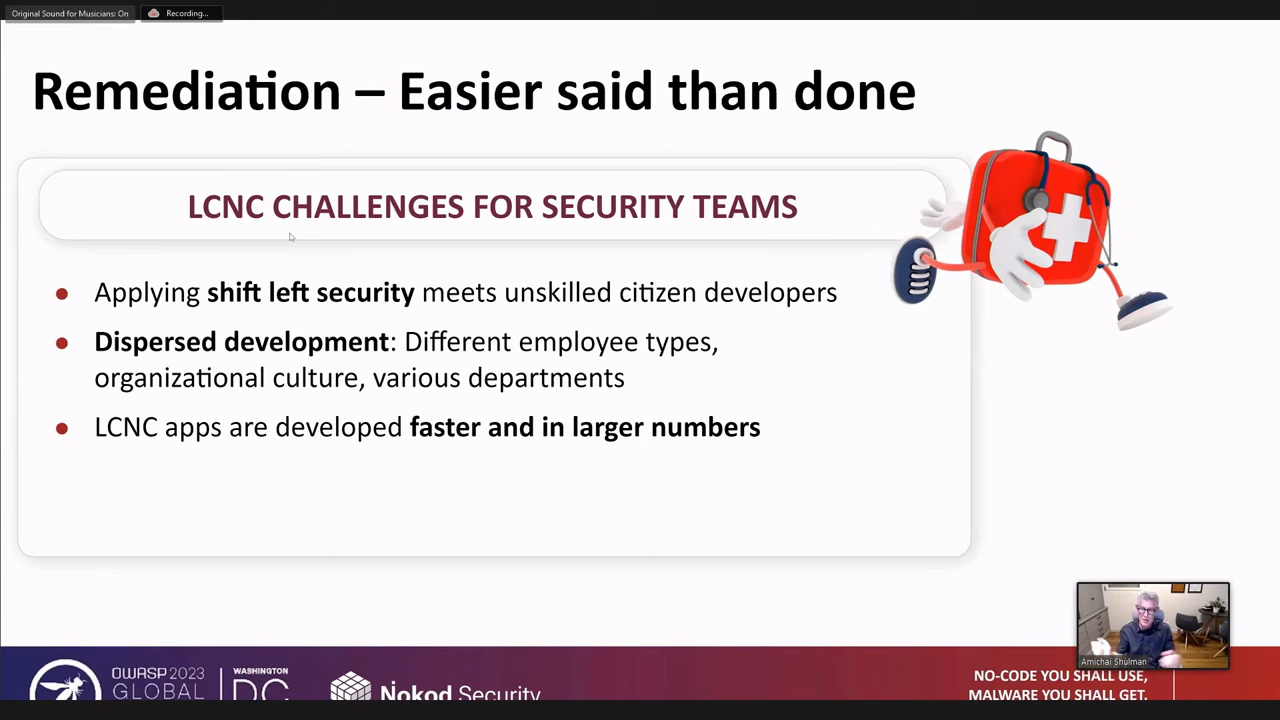 Original Sound for Musicians: On
Recording...
Remediation – Easier said than done
LCNC CHALLENGES FOR SECURITY TEAMS
● Applying shift left security meets unskilled citizen developers
● Dispersed development: Different employee types,
organizational culture, various departments
● LCNC apps are developed faster and in larger numbers
Amichai Shulman
OWASP 2023
GLOBAL
WASHINGTON
DC
Nokod Security
NO-CODE YOU SHALL USE,
MALWARE YOU SHALL GET.